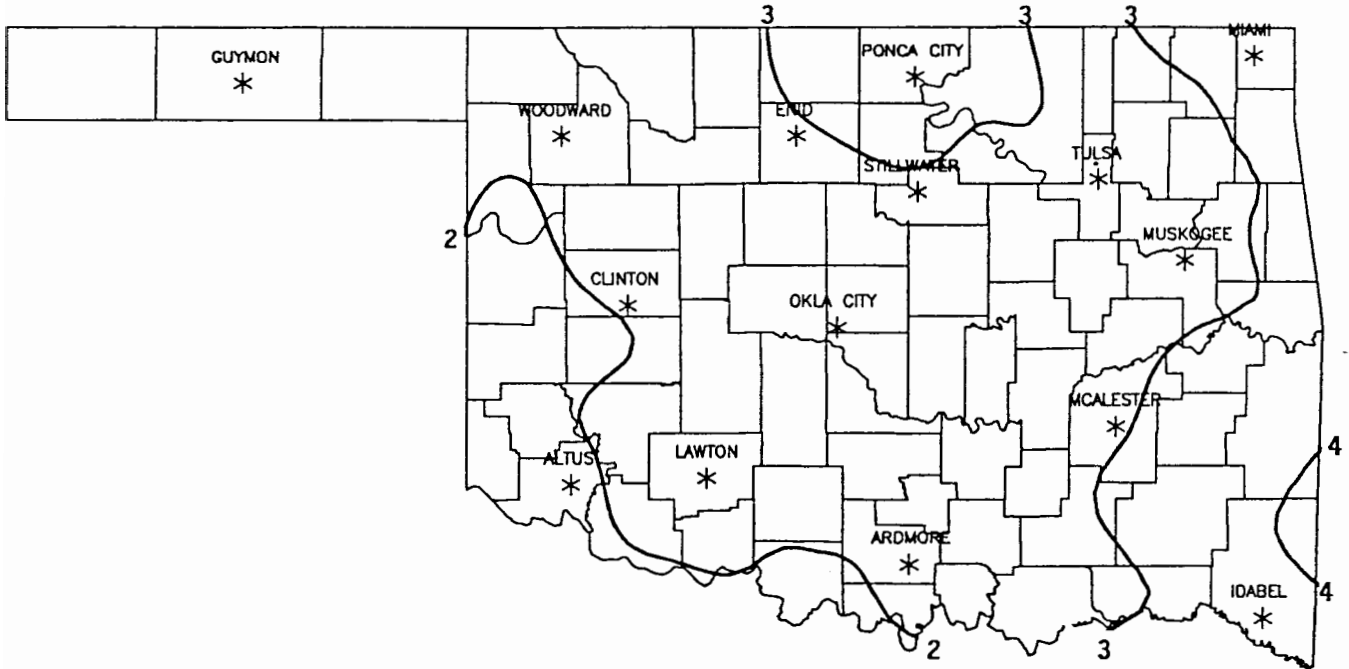 3
3
3
MIAMI
GUYMON
PONCA CITY
WOODWARD
ENID
STILLWATER
TULSA
2
MUSKOGEE
CLINTON
OKLA CITY
MCALESTER
4
ALTUS
LAWTON
ARDMORE
IDABEL
4
2
3